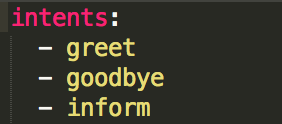 intents:
  - greet
  - goodbye
  - inform